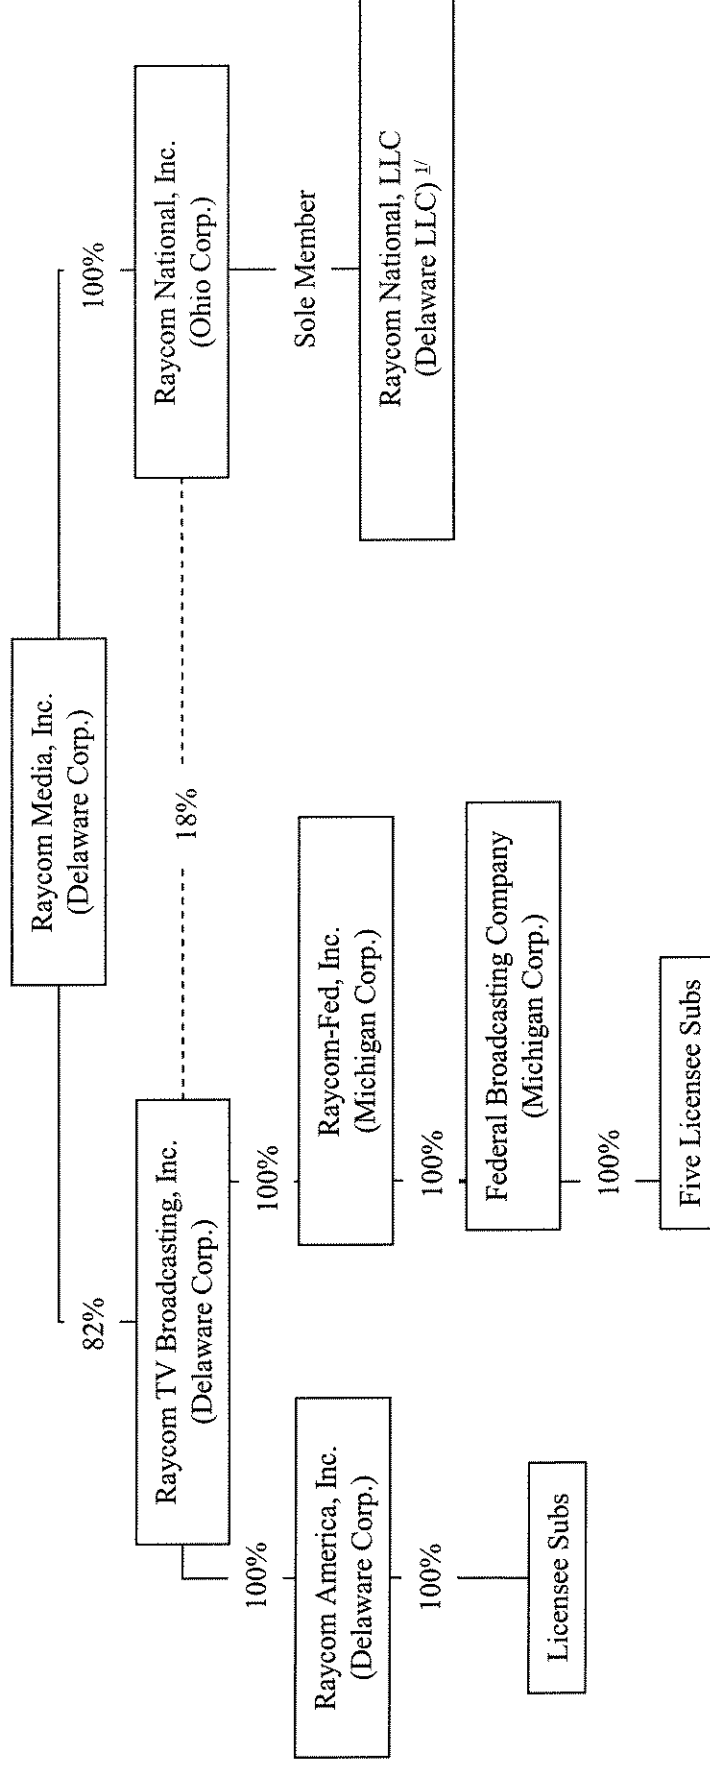 Raycom Media, Inc.
(Delaware Corp.)
82%
100%
Raycom TV Broadcasting, Inc.
(Delaware Corp.)
18%
Raycom National, Inc.
(Ohio Corp.)
100%
100%
Sole Member
Raycom America, Inc.
(Delaware Corp.)
Raycom-Fed, Inc.
(Michigan Corp.)
Raycom National, LLC
(Delaware LLC) 1/
100%
100%
Federal Broadcasting Company
(Michigan Corp.)
Licensee Subs
100%
Five Licensee Subs